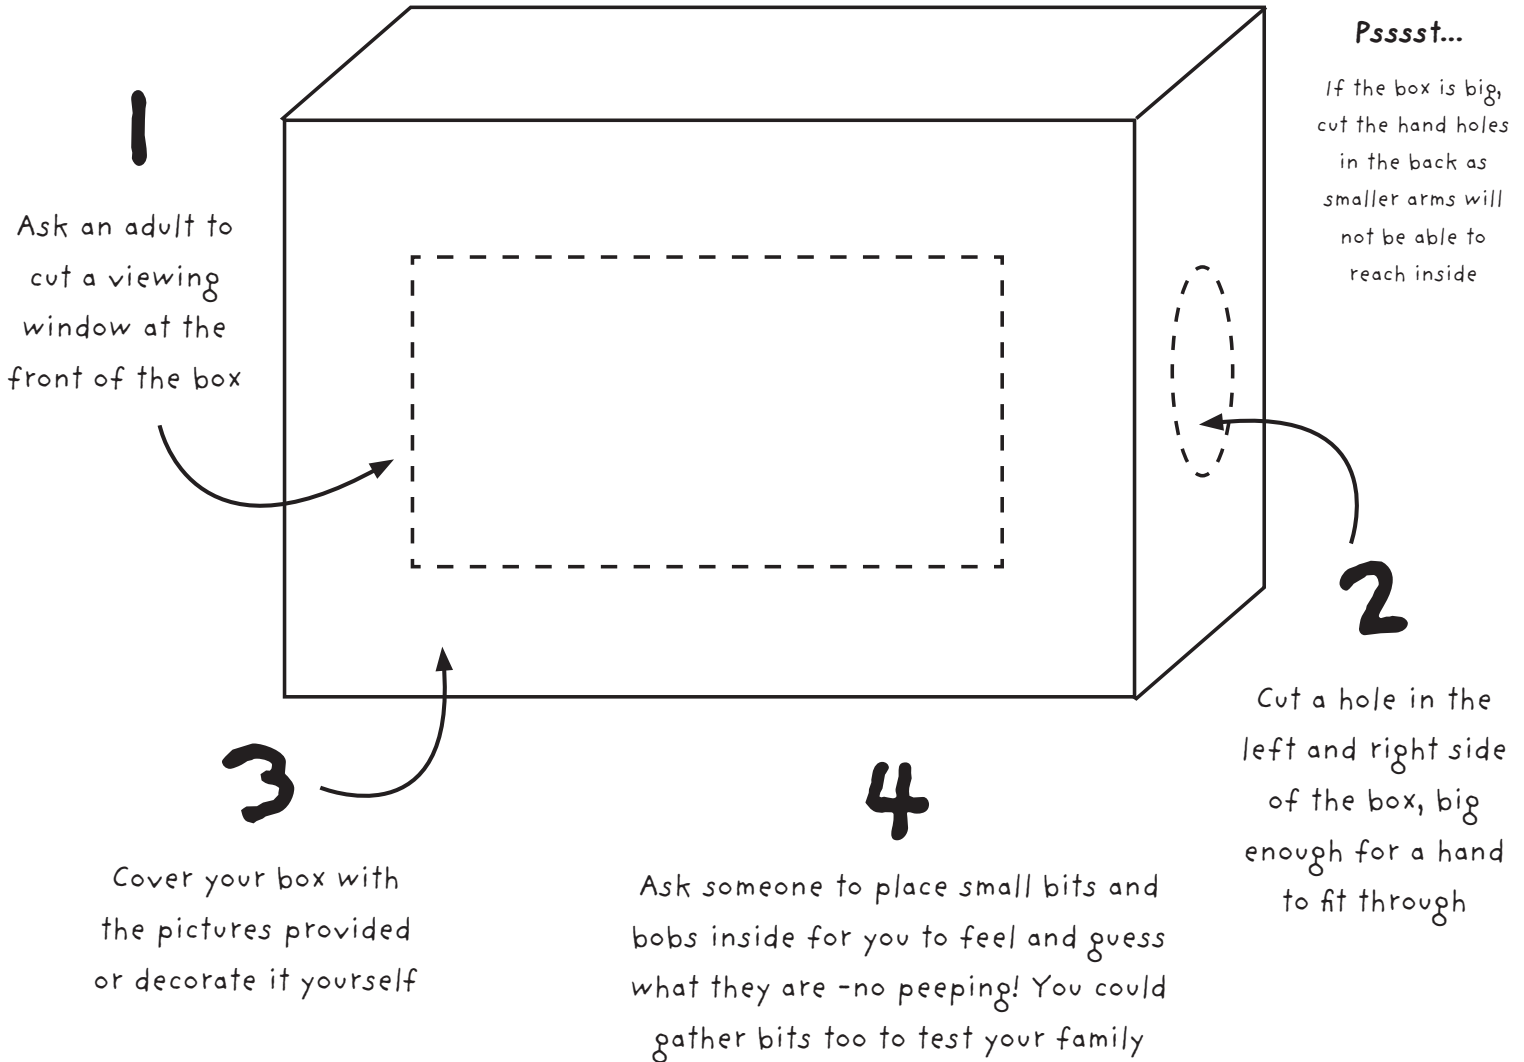 1
Ask an adult to
cut a viewing
window at the
front of the box
Psssst...
If the box is big,
cut the hand holes
in the back as
smaller arms will
not be able to
reach inside
2
Cut a hole in the
left and right side
of the box, big
enough for a hand
to fit through
3
Cover your box with
the pictures provided
or decorate it yourself
4
Ask someone to place small bits and
bobs inside for you to feel and guess
what they are -no peeping! You could
gather bits too to test your family